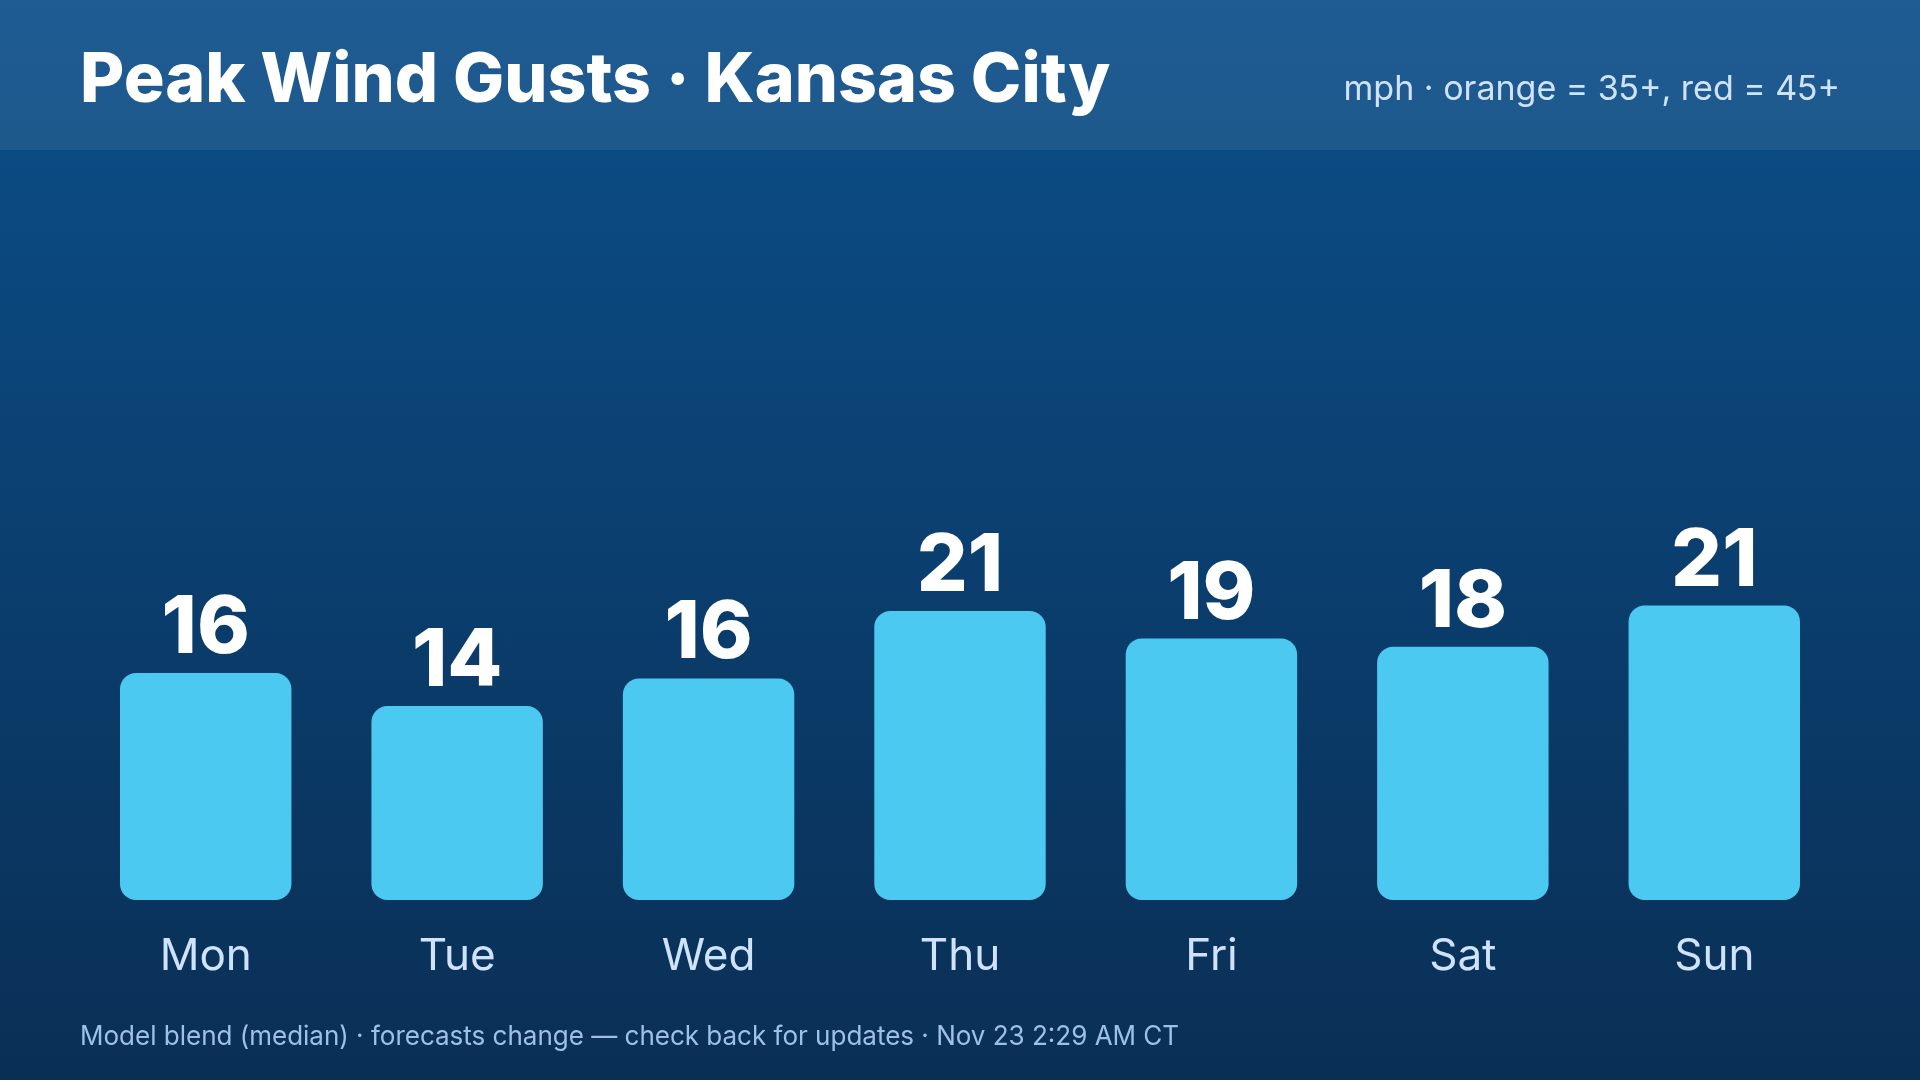 Peak Wind Gusts · Kansas City
mph · orange = 35+, red = 45+
16
14
16
21
19
18
21
Mon
Tue
Wed
Thu
Fri
Sat
Sun
Model blend (median) · forecasts change — check back for updates · Nov 23 2:29 AM CT